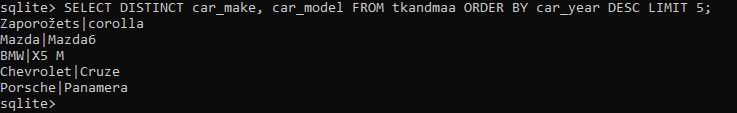 sqlite> SELECT DISTINCT car_make, car_model FROM tkandmaa ORDER BY car_year DESC LIMIT 5;
Zaporožets|corolla
Mazda|Mazda6
BMW|X5 M
Chevrolet|Cruze
Porsche|Panamera
sqlite>